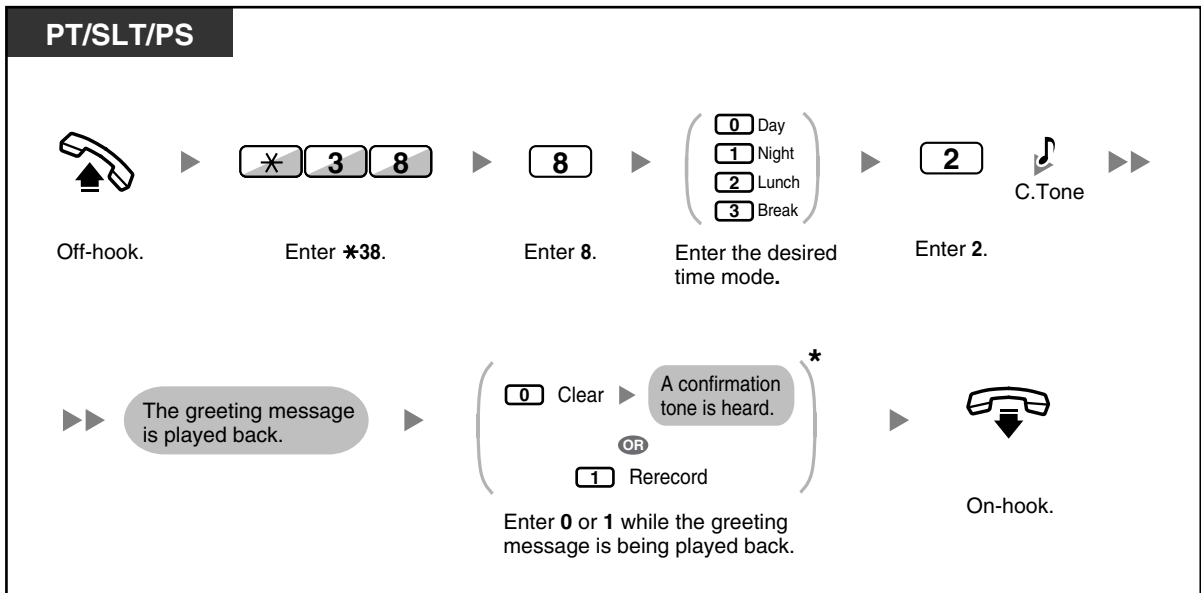 PT/SLT/PS
0 Day
1 Night
2 Lunch
3 Break
* 3 8
8
2
C.Tone
Off-hook.
Enter *38.
Enter 8.
Enter the desired
time mode.
Enter 2.
The greeting message
is played back.
0 Clear
A confirmation
tone is heard.
*
OR
1 Rerecord
Enter 0 or 1 while the greeting
message is being played back.
On-hook.